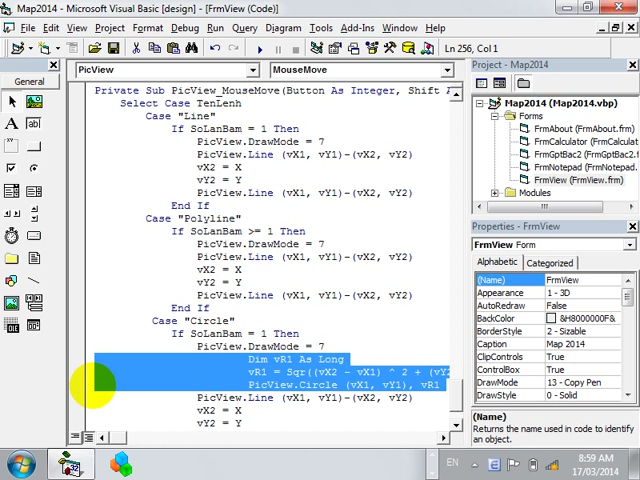 Map2014 - Microsoft Visual Basic [design] - [FrmView (Code)]
File Edit View Project Format Debug Run Query Diagram Tools Add-Ins Window Help
Ln 256, Col 1
General
PicView
MouseMove
Private Sub PicView_MouseMove(Button As Integer, Shift A
Select Case TenLenh
Case "Line"
If SoLanBam = 1 Then
PicView.DrawMode = 7
PicView.Line (vX1, vY1)-(vX2, vY2)
vX2 = X
vY2 = Y
PicView.Line (vX1, vY1)-(vX2, vY2)
End If
Case "Polyline"
If SoLanBam >= 1 Then
PicView.DrawMode = 7
PicView.Line (vX1, vY1)-(vX2, vY2)
vX2 = X
vY2 = Y
PicView.Line (vX1, vY1)-(vX2, vY2)
End If
Case "Circle"
If SoLanBam = 1 Then
PicView.DrawMode = 7
Dim vR1 As Long
vR1 = Sqr((vX2 - vX1) ^ 2 + (vY2
PicView.Circle (vX1, vY1), vR1
PicView.Line (vX1, vY1)-(vX2, vY2)
vX2 = X
vY2 = Y
Project - Map2014
Map2014 (Map2014.vbp)
Forms
FrmAbout (FrmAbout.frm)
FrmCalculator (FrmCalculat
FrmGptBac2 (FrmGptBac2
FrmNotepad (FrmNotepad.
FrmView (FrmView.frm)
Modules
Properties - FrmView
FrmView Form
Alphabetic Categorized
(Name) FrmView
Appearance 1 - 3D
AutoRedraw False
BackColor &H8000000F&
BorderStyle 2 - Sizable
Caption Map 2014
ClipControls True
ControlBox True
DrawMode 13 - Copy Pen
DrawStyle 0 - Solid
(Name)
Returns the name used in code to identify
an object.
EN
8:59 AM
17/03/2014